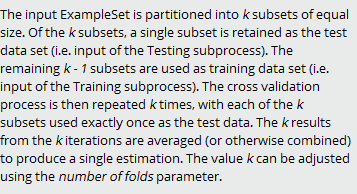 The input ExampleSet is partitioned into k subsets of equal
size. Of the k subsets, a single subset is retained as the test
data set (i.e. input of the Testing subprocess). The
remaining k - 1 subsets are used as training data set (i.e.
input of the Training subprocess). The cross validation
process is then repeated k times, with each of the k
subsets used exactly once as the test data. The k results
from the k iterations are averaged (or otherwise combined)
to produce a single estimation. The value k can be adjusted
using the number of folds parameter.